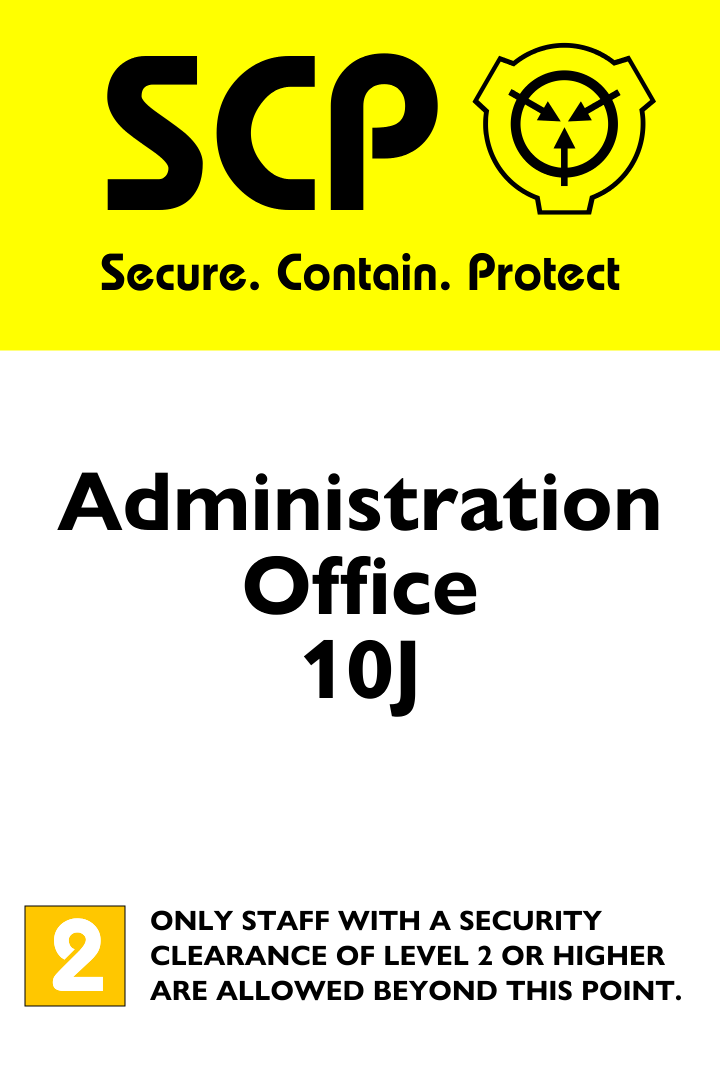 SCP
Secure. Contain. Protect
Administration
Office
10J
2
ONLY STAFF WITH A SECURITY
CLEARANCE OF LEVEL 2 OR HIGHER
ARE ALLOWED BEYOND THIS POINT.